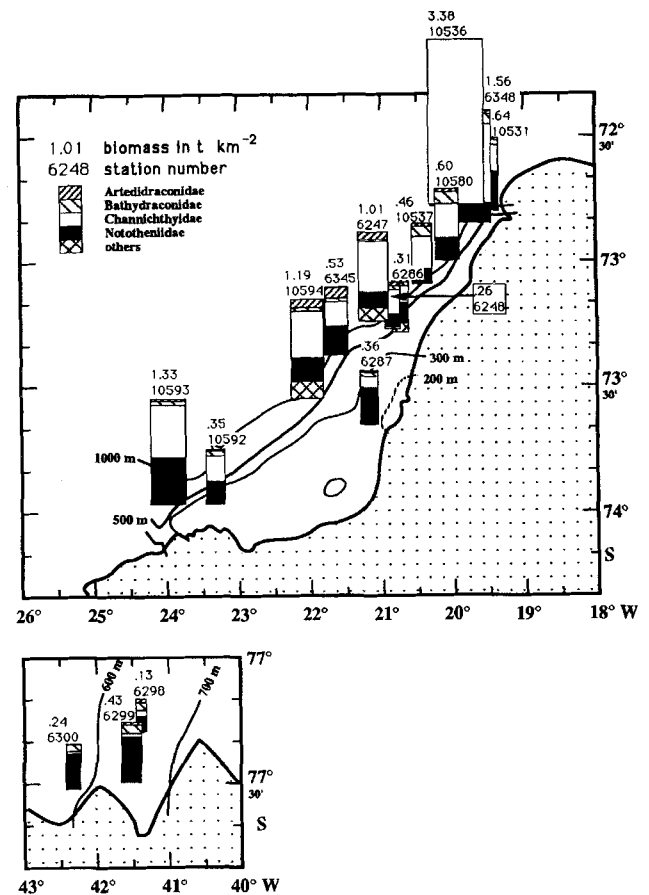 3.38
10536
1.56
6348
.64
10531
72°
30'
1.01 biomass in t km-2
6248 station number
Artedidraconidae
Bathydraconidae
Channichthyidae
Nototheniidae
others
.60
10580
.46
10537
1.01
6247
73°
.31
6286
.53
6345
1.19
10594
.26
6248
.36
6287
300 m
200 m
73°
30'
1.33
10593
.35
10592
1000 m
500 m
74°
S
26° 25° 24° 23° 22° 21° 20° 19° 18° W
77°
600 m
.13
6298
700 m
.43
6299
.24
6300
77°
30'
S
43° 42° 41° 40° W